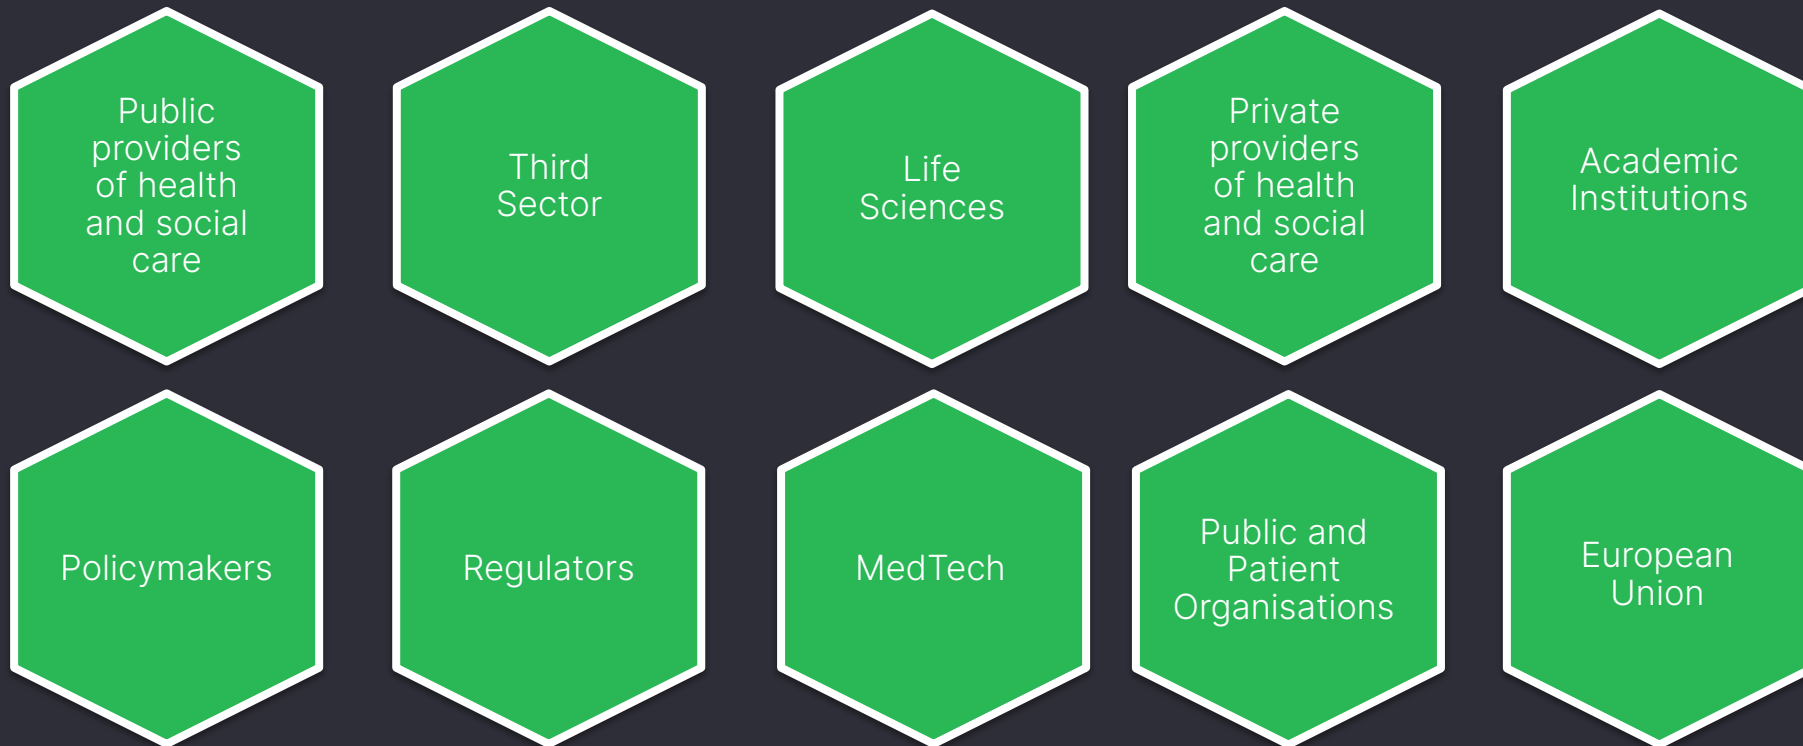 Public
providers
of health
and social
care
Third
Sector
Life
Sciences
Private
providers
of health
and social
care
Academic
Institutions
Policymakers
Regulators
MedTech
Public and
Patient
Organisations
European
Union